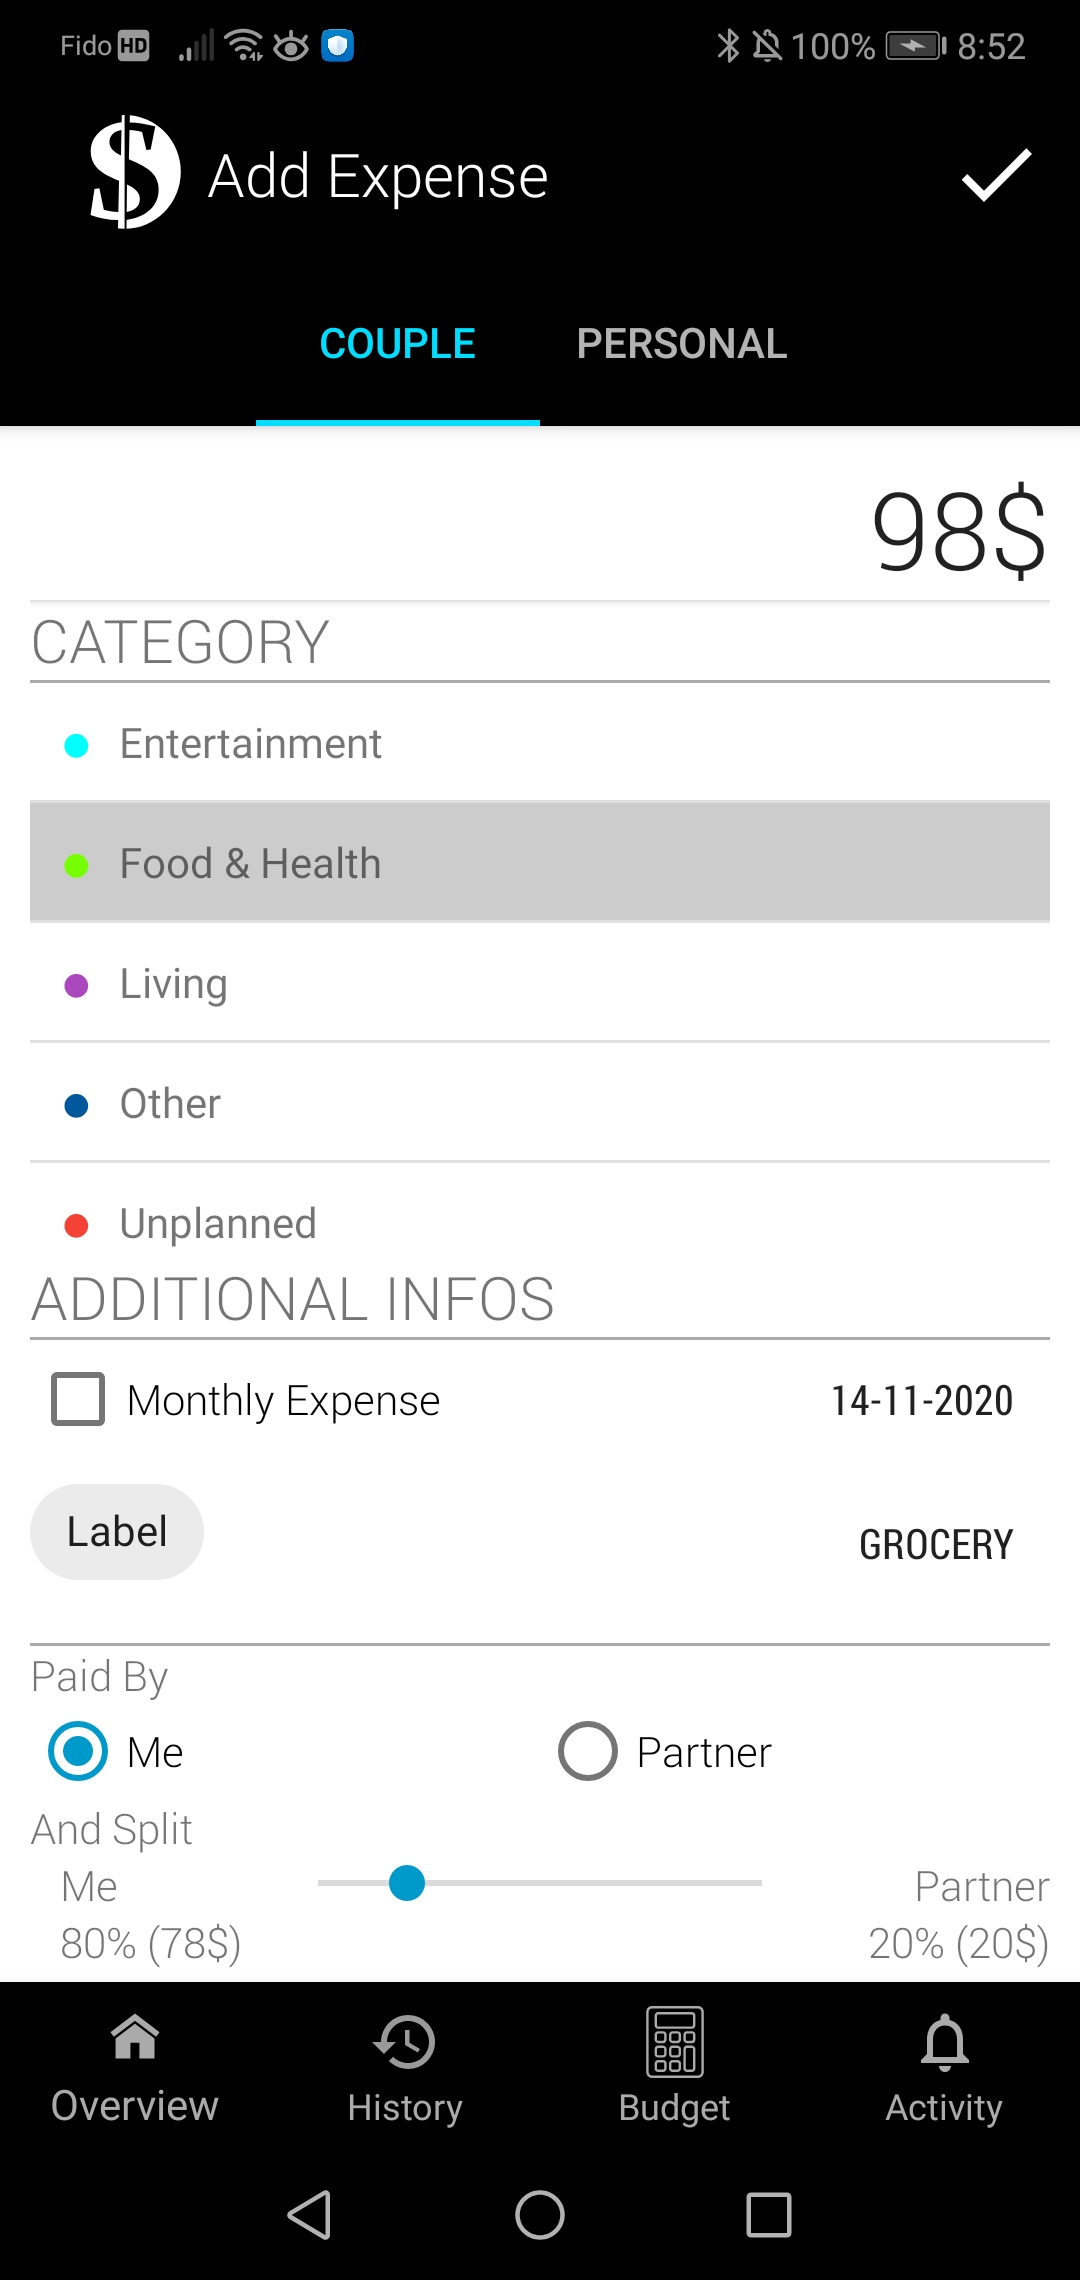 Fido HD 100% 8:52
$ Add Expense
COUPLE PERSONAL
98$
CATEGORY
Entertainment
Food & Health
Living
Other
Unplanned
ADDITIONAL INFOS
Monthly Expense 14-11-2020
Label GROCERY
Paid By
Me Partner
And Split
Me Partner
80% (78$) 20% (20$)
Overview History Budget Activity